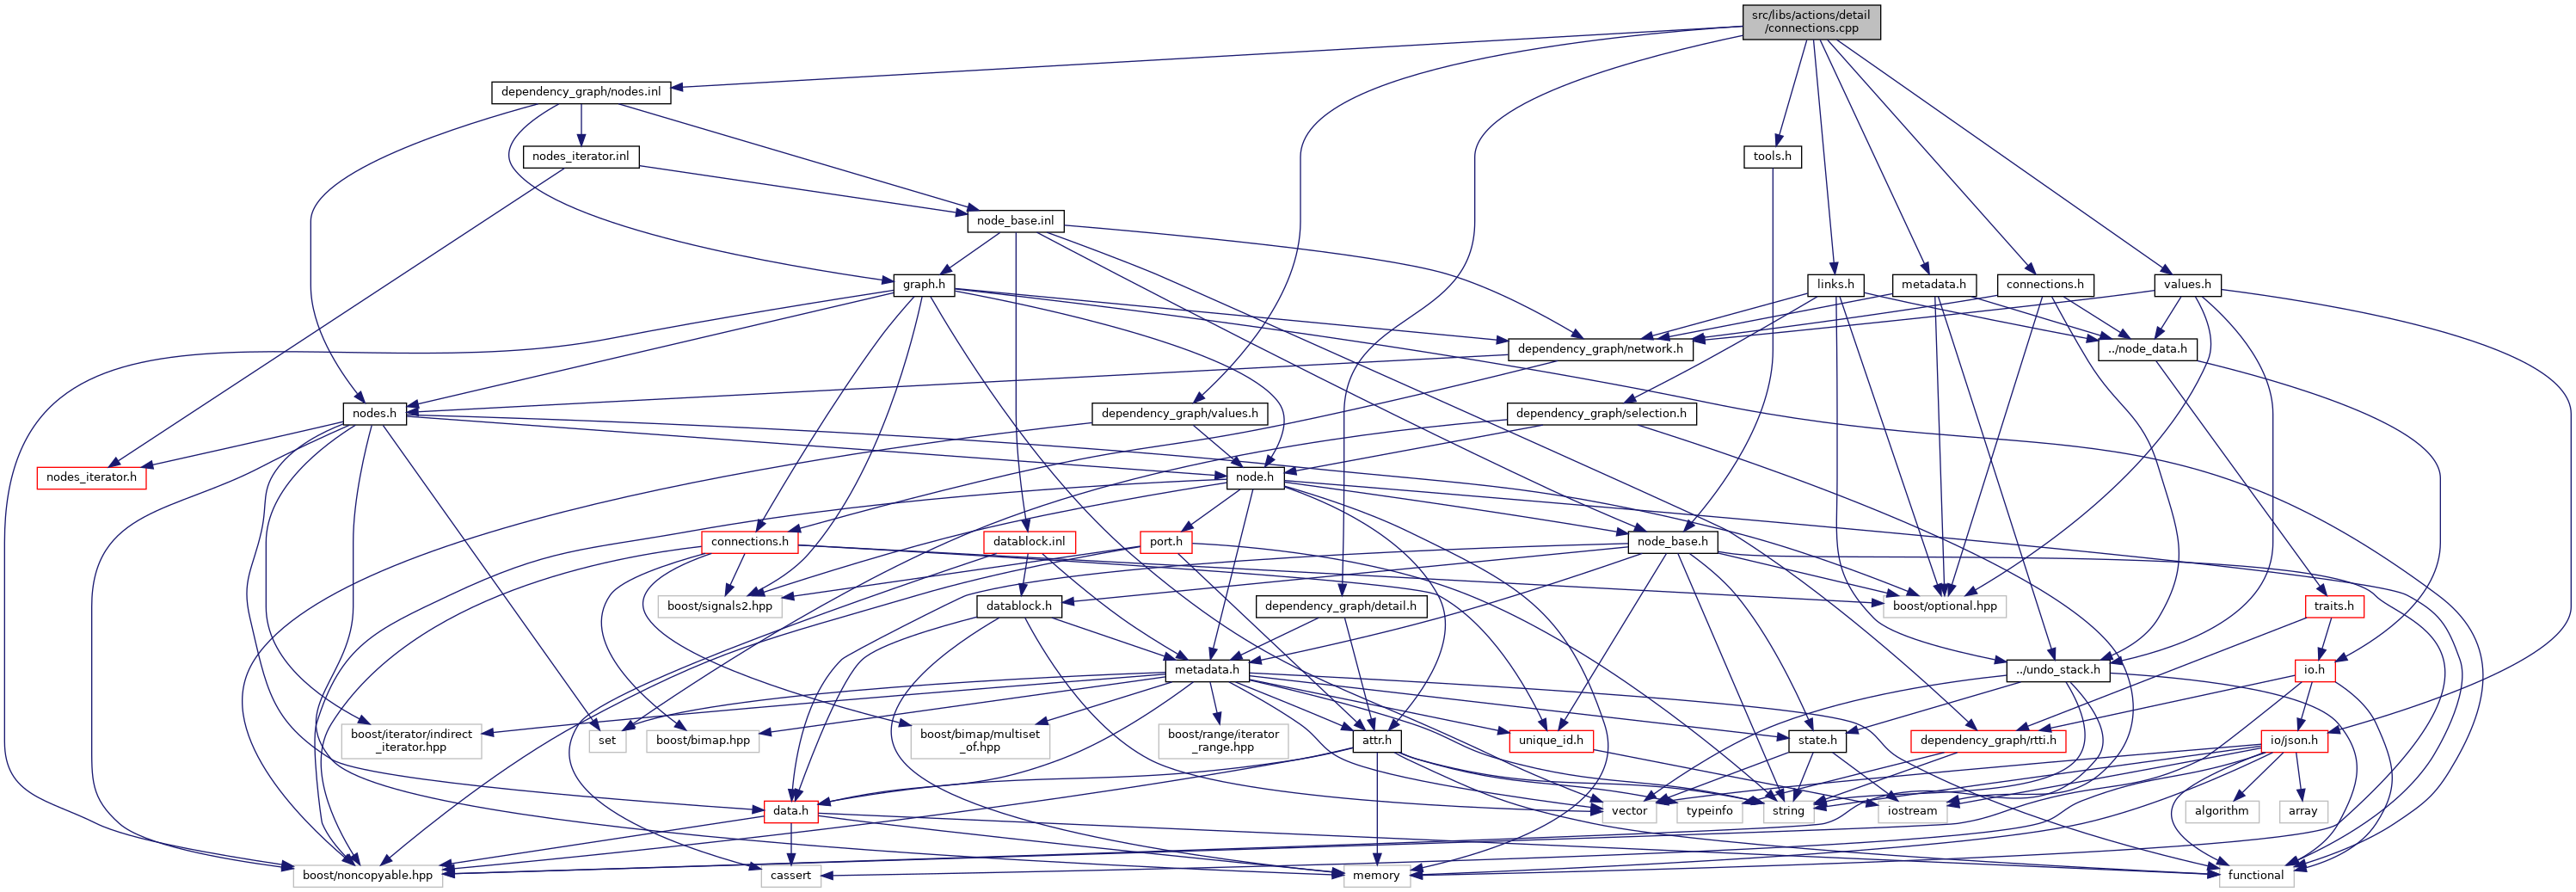 src/libs/actions/detail
/connections.cpp
dependency_graph/nodes.inl
nodes_iterator.inl
tools.h
node_base.inl
graph.h
links.h
metadata.h
connections.h
values.h
dependency_graph/network.h
../node_data.h
nodes.h
dependency_graph/values.h
dependency_graph/selection.h
nodes_iterator.h
node.h
connections.h
datablock.inl
port.h
node_base.h
boost/signals2.hpp
datablock.h
dependency_graph/detail.h
boost/optional.hpp
traits.h
metadata.h
../undo_stack.h
io.h
boost/iterator/indirect
_iterator.hpp
set
boost/bimap.hpp
boost/bimap/multiset
_of.hpp
boost/range/iterator
_range.hpp
attr.h
unique_id.h
state.h
dependency_graph/rtti.h
io/json.h
data.h
vector
typeinfo
string
iostream
algorithm
array
boost/noncopyable.hpp
cassert
memory
functional